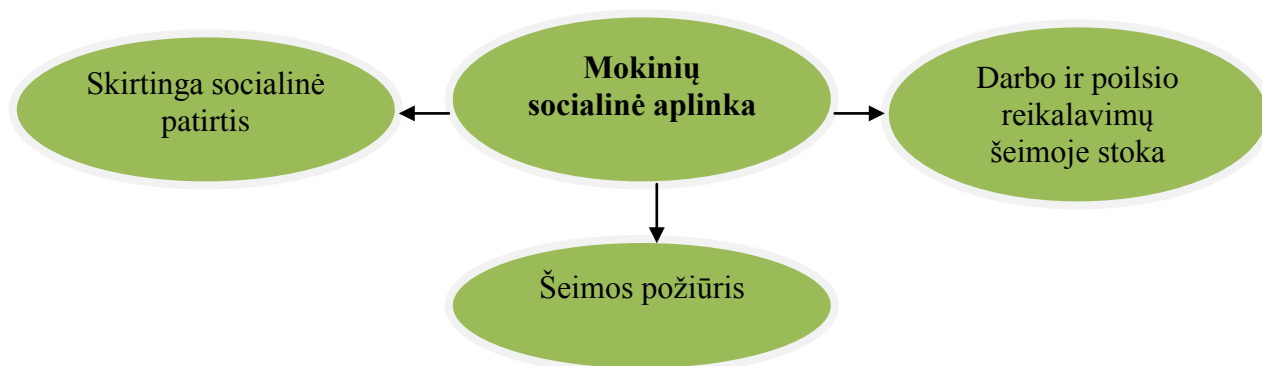 Skirtinga socialinė
patirtis
Mokinių
socialinė aplinka
Darbo ir poilsio
reikalavimų
šeimoje stoka
Šeimos požiūris